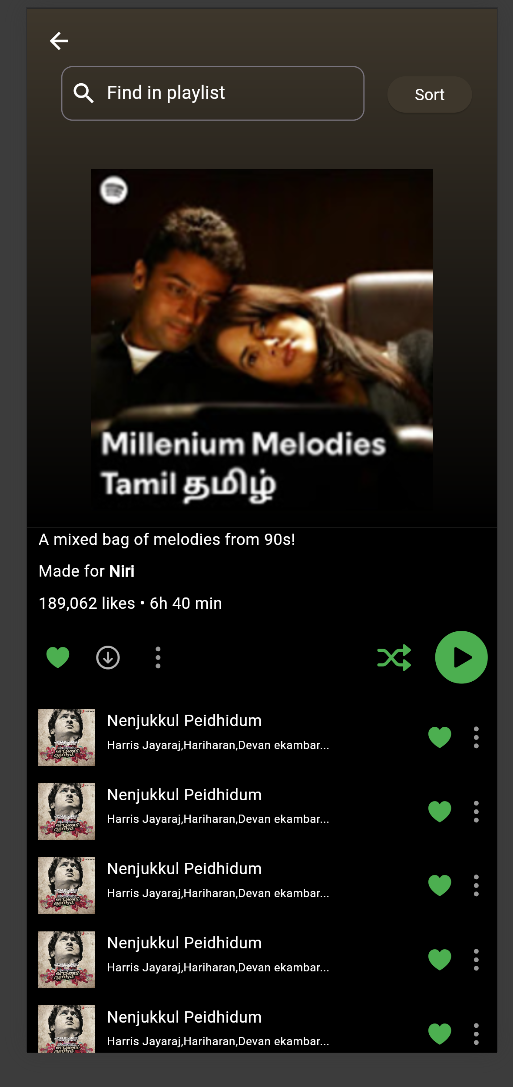 Find in playlist
Sort
Millenium Melodies
Tamil தமிழ்
A mixed bag of melodies from 90s!
Made for Niri
189,062 likes • 6h 40 min
Nenjukkul Peidhidum
Harris Jayaraj,Hariharan,Devan ekambar...
Nenjukkul Peidhidum
Harris Jayaraj,Hariharan,Devan ekambar...
Nenjukkul Peidhidum
Harris Jayaraj,Hariharan,Devan ekambar...
Nenjukkul Peidhidum
Harris Jayaraj,Hariharan,Devan ekambar...
Nenjukkul Peidhidum
Harris Jayaraj,Hariharan,Devan ekambar...